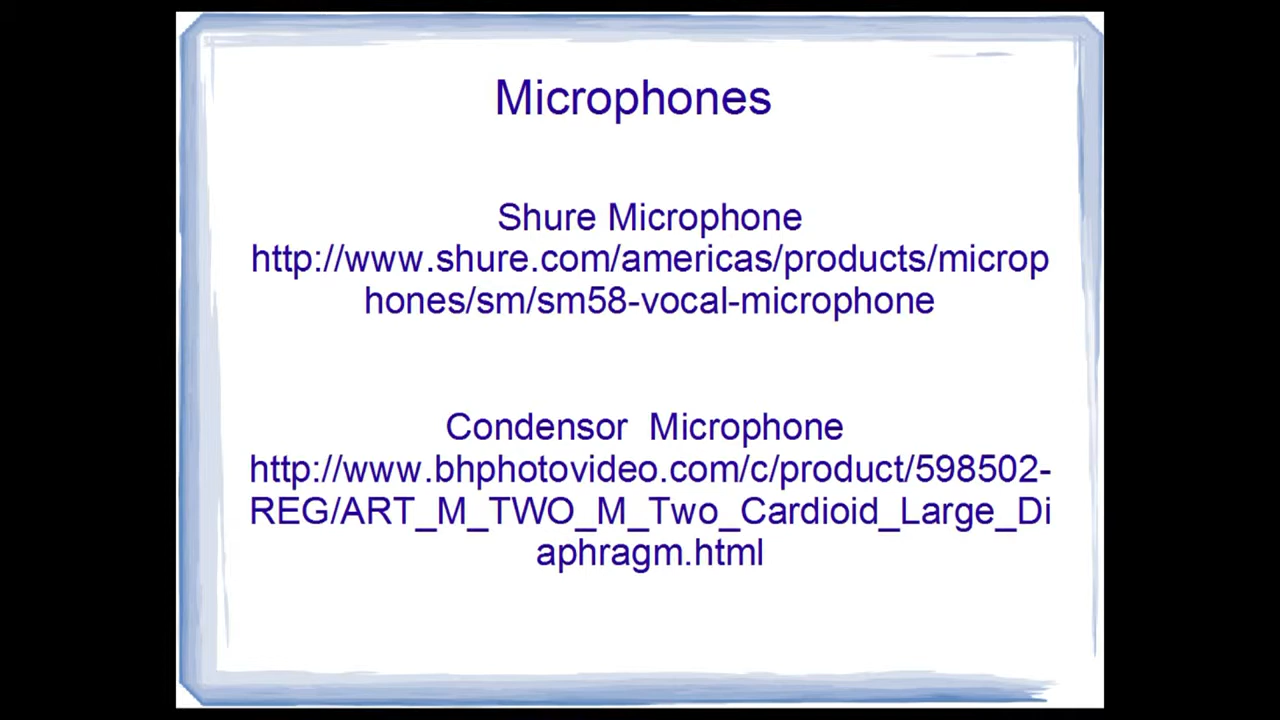 Microphones
Shure Microphone
http://www.shure.com/americas/products/microp
hones/sm/sm58-vocal-microphone
Condensor  Microphone
http://www.bhphotovideo.com/c/product/598502-
REG/ART_M_TWO_M_Two_Cardioid_Large_Di
aphragm.html